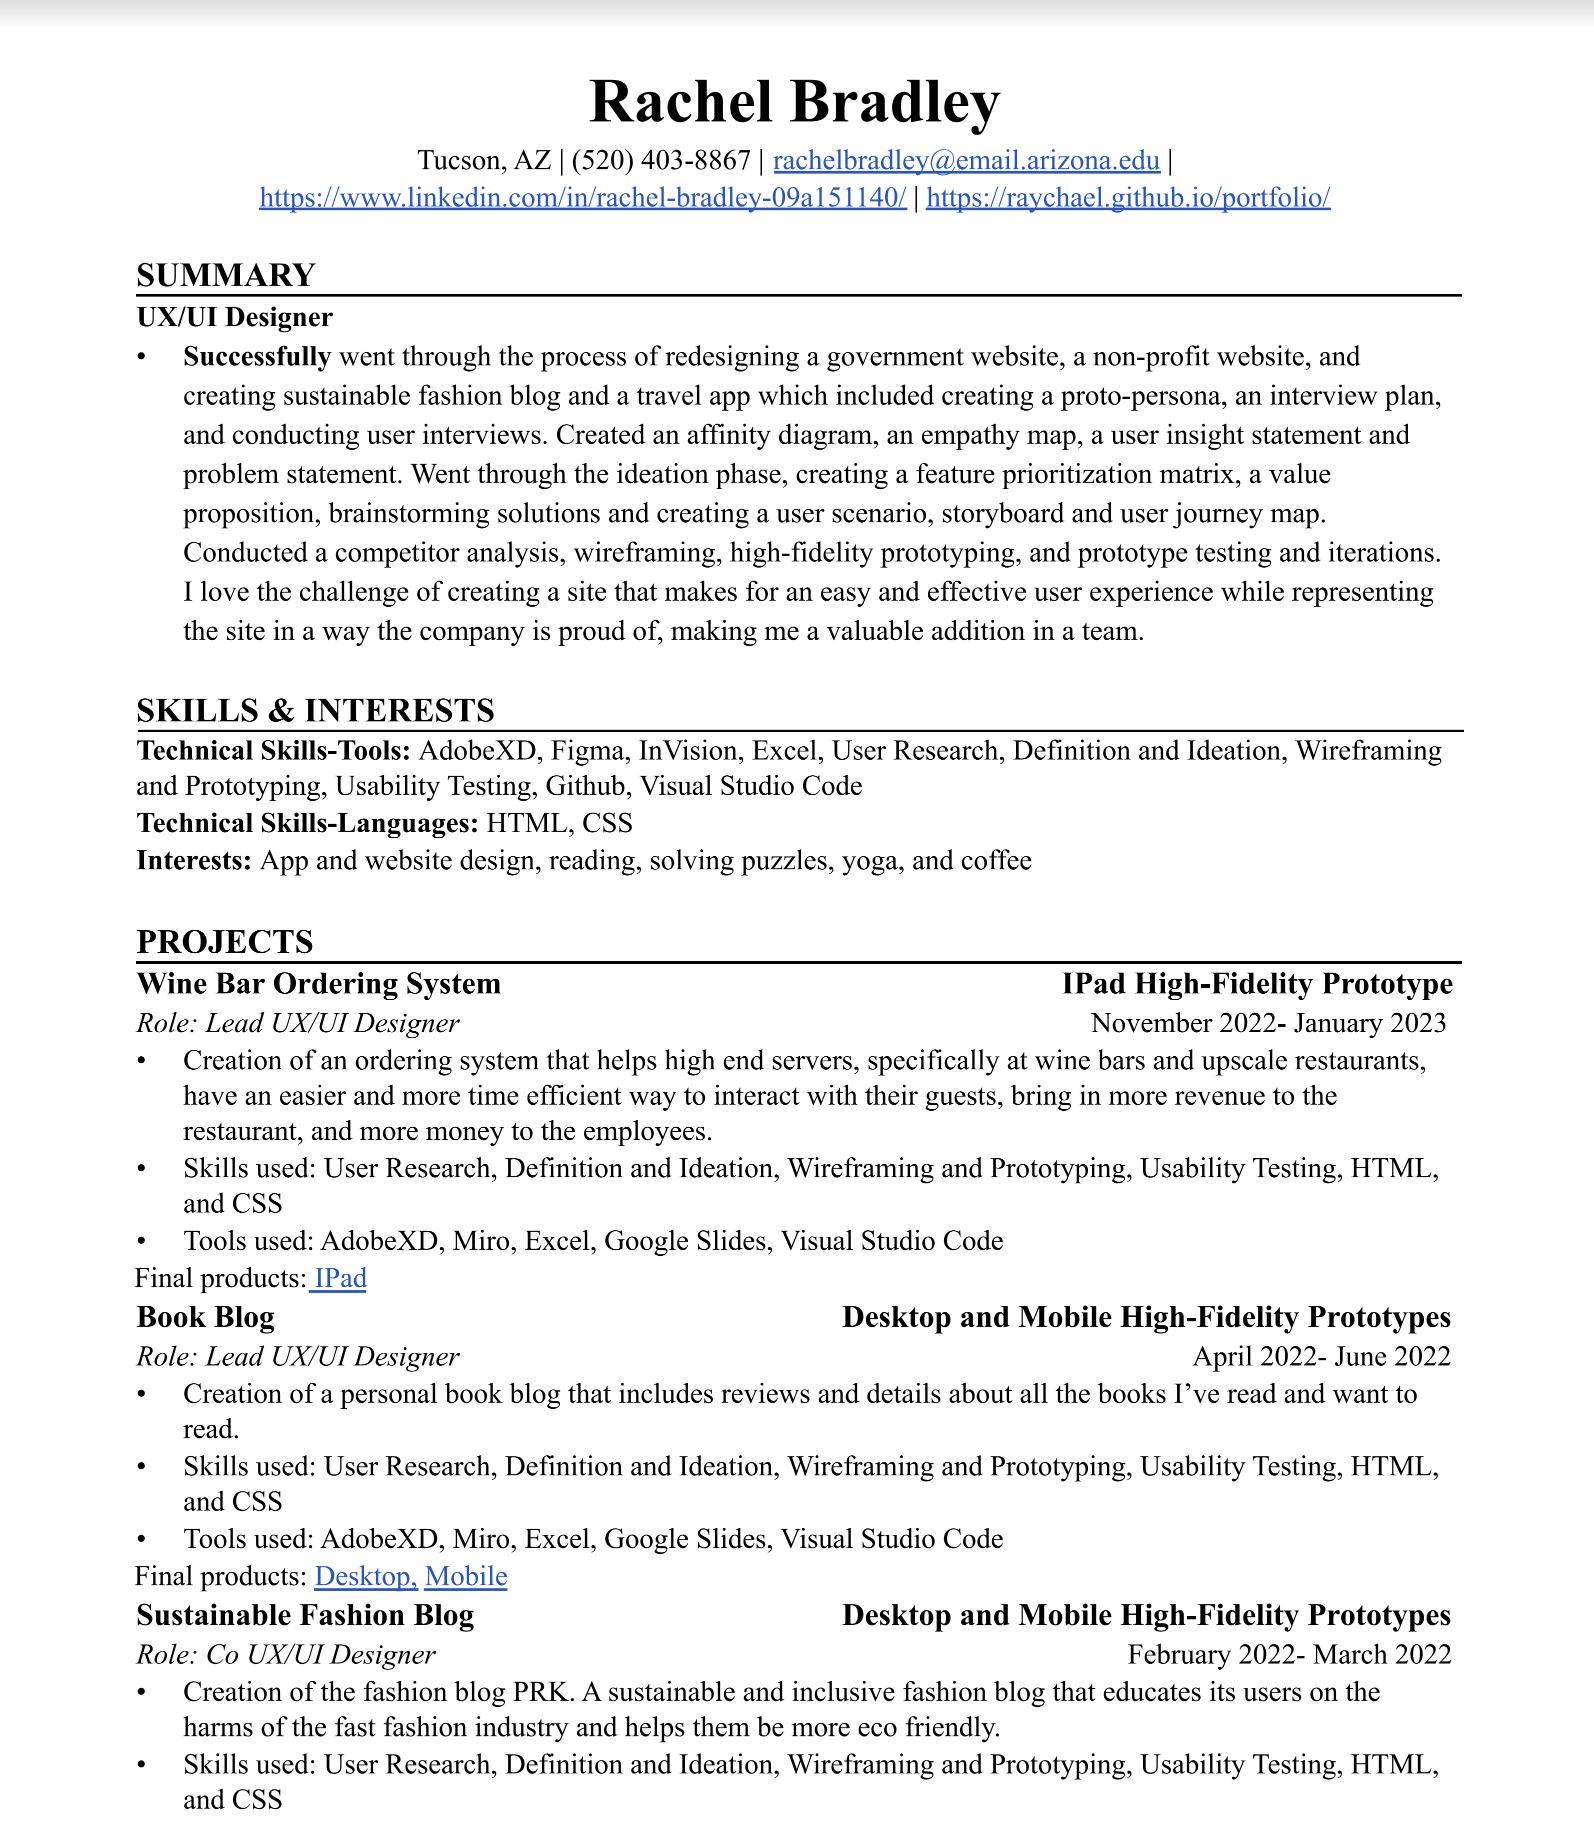 Rachel Bradley
Tucson, AZ | (520) 403-8867 | rachelbradley@email.arizona.edu |
https://www.linkedin.com/in/rachel-bradley-09a151140/ | https://raychael.github.io/portfolio/
SUMMARY
UX/UI Designer
• Successfully went through the process of redesigning a government website, a non-profit website, and
creating sustainable fashion blog and a travel app which included creating a proto-persona, an interview plan,
and conducting user interviews. Created an affinity diagram, an empathy map, a user insight statement and
problem statement. Went through the ideation phase, creating a feature prioritization matrix, a value
proposition, brainstorming solutions and creating a user scenario, storyboard and user journey map.
Conducted a competitor analysis, wireframing, high-fidelity prototyping, and prototype testing and iterations.
I love the challenge of creating a site that makes for an easy and effective user experience while representing
the site in a way the company is proud of, making me a valuable addition in a team.
SKILLS & INTERESTS
Technical Skills-Tools: AdobeXD, Figma, InVision, Excel, User Research, Definition and Ideation, Wireframing
and Prototyping, Usability Testing, Github, Visual Studio Code
Technical Skills-Languages: HTML, CSS
Interests: App and website design, reading, solving puzzles, yoga, and coffee
PROJECTS
Wine Bar Ordering System IPad High-Fidelity Prototype
Role: Lead UX/UI Designer November 2022- January 2023
• Creation of an ordering system that helps high end servers, specifically at wine bars and upscale restaurants,
have an easier and more time efficient way to interact with their guests, bring in more revenue to the
restaurant, and more money to the employees.
• Skills used: User Research, Definition and Ideation, Wireframing and Prototyping, Usability Testing, HTML,
and CSS
• Tools used: AdobeXD, Miro, Excel, Google Slides, Visual Studio Code
Final products: IPad
Book Blog Desktop and Mobile High-Fidelity Prototypes
Role: Lead UX/UI Designer April 2022- June 2022
• Creation of a personal book blog that includes reviews and details about all the books I’ve read and want to
read.
• Skills used: User Research, Definition and Ideation, Wireframing and Prototyping, Usability Testing, HTML,
and CSS
• Tools used: AdobeXD, Miro, Excel, Google Slides, Visual Studio Code
Final products: Desktop, Mobile
Sustainable Fashion Blog Desktop and Mobile High-Fidelity Prototypes
Role: Co UX/UI Designer February 2022- March 2022
• Creation of the fashion blog PRK. A sustainable and inclusive fashion blog that educates its users on the
harms of the fast fashion industry and helps them be more eco friendly.
• Skills used: User Research, Definition and Ideation, Wireframing and Prototyping, Usability Testing, HTML,
and CSS